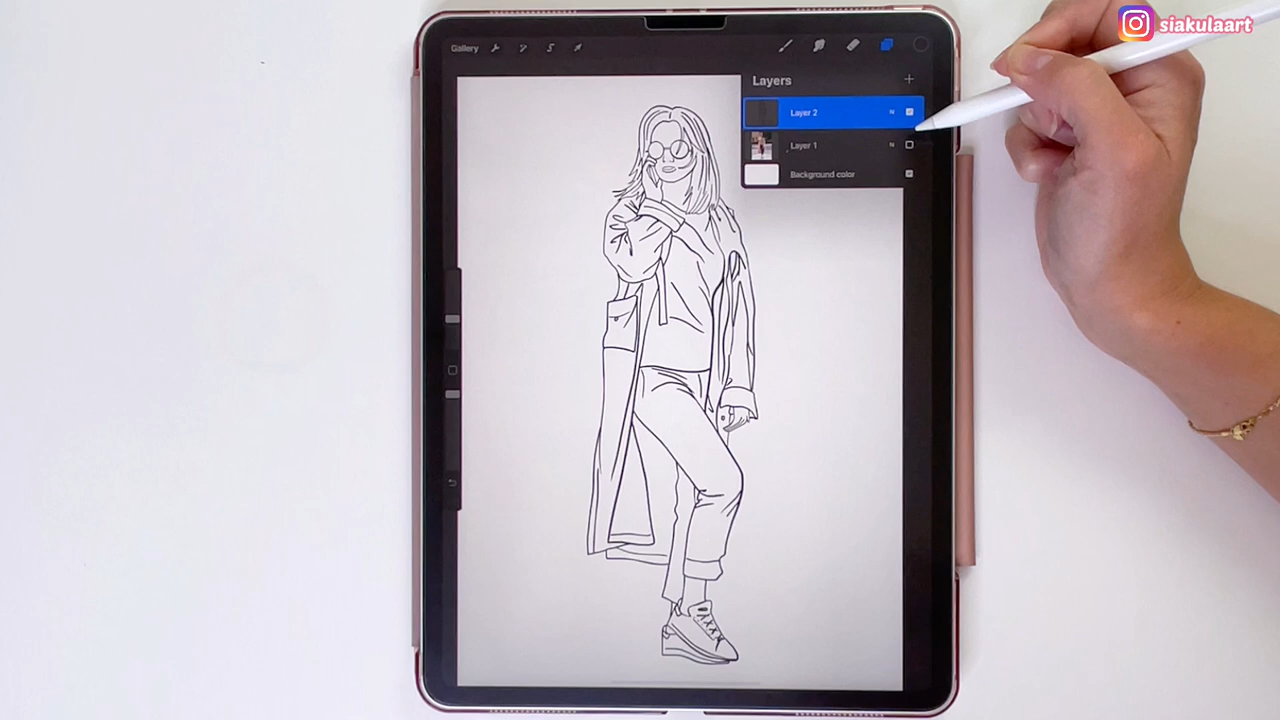 siakulaart
Gallery
Layers
Layer 2 N
Layer 1 N
Background color